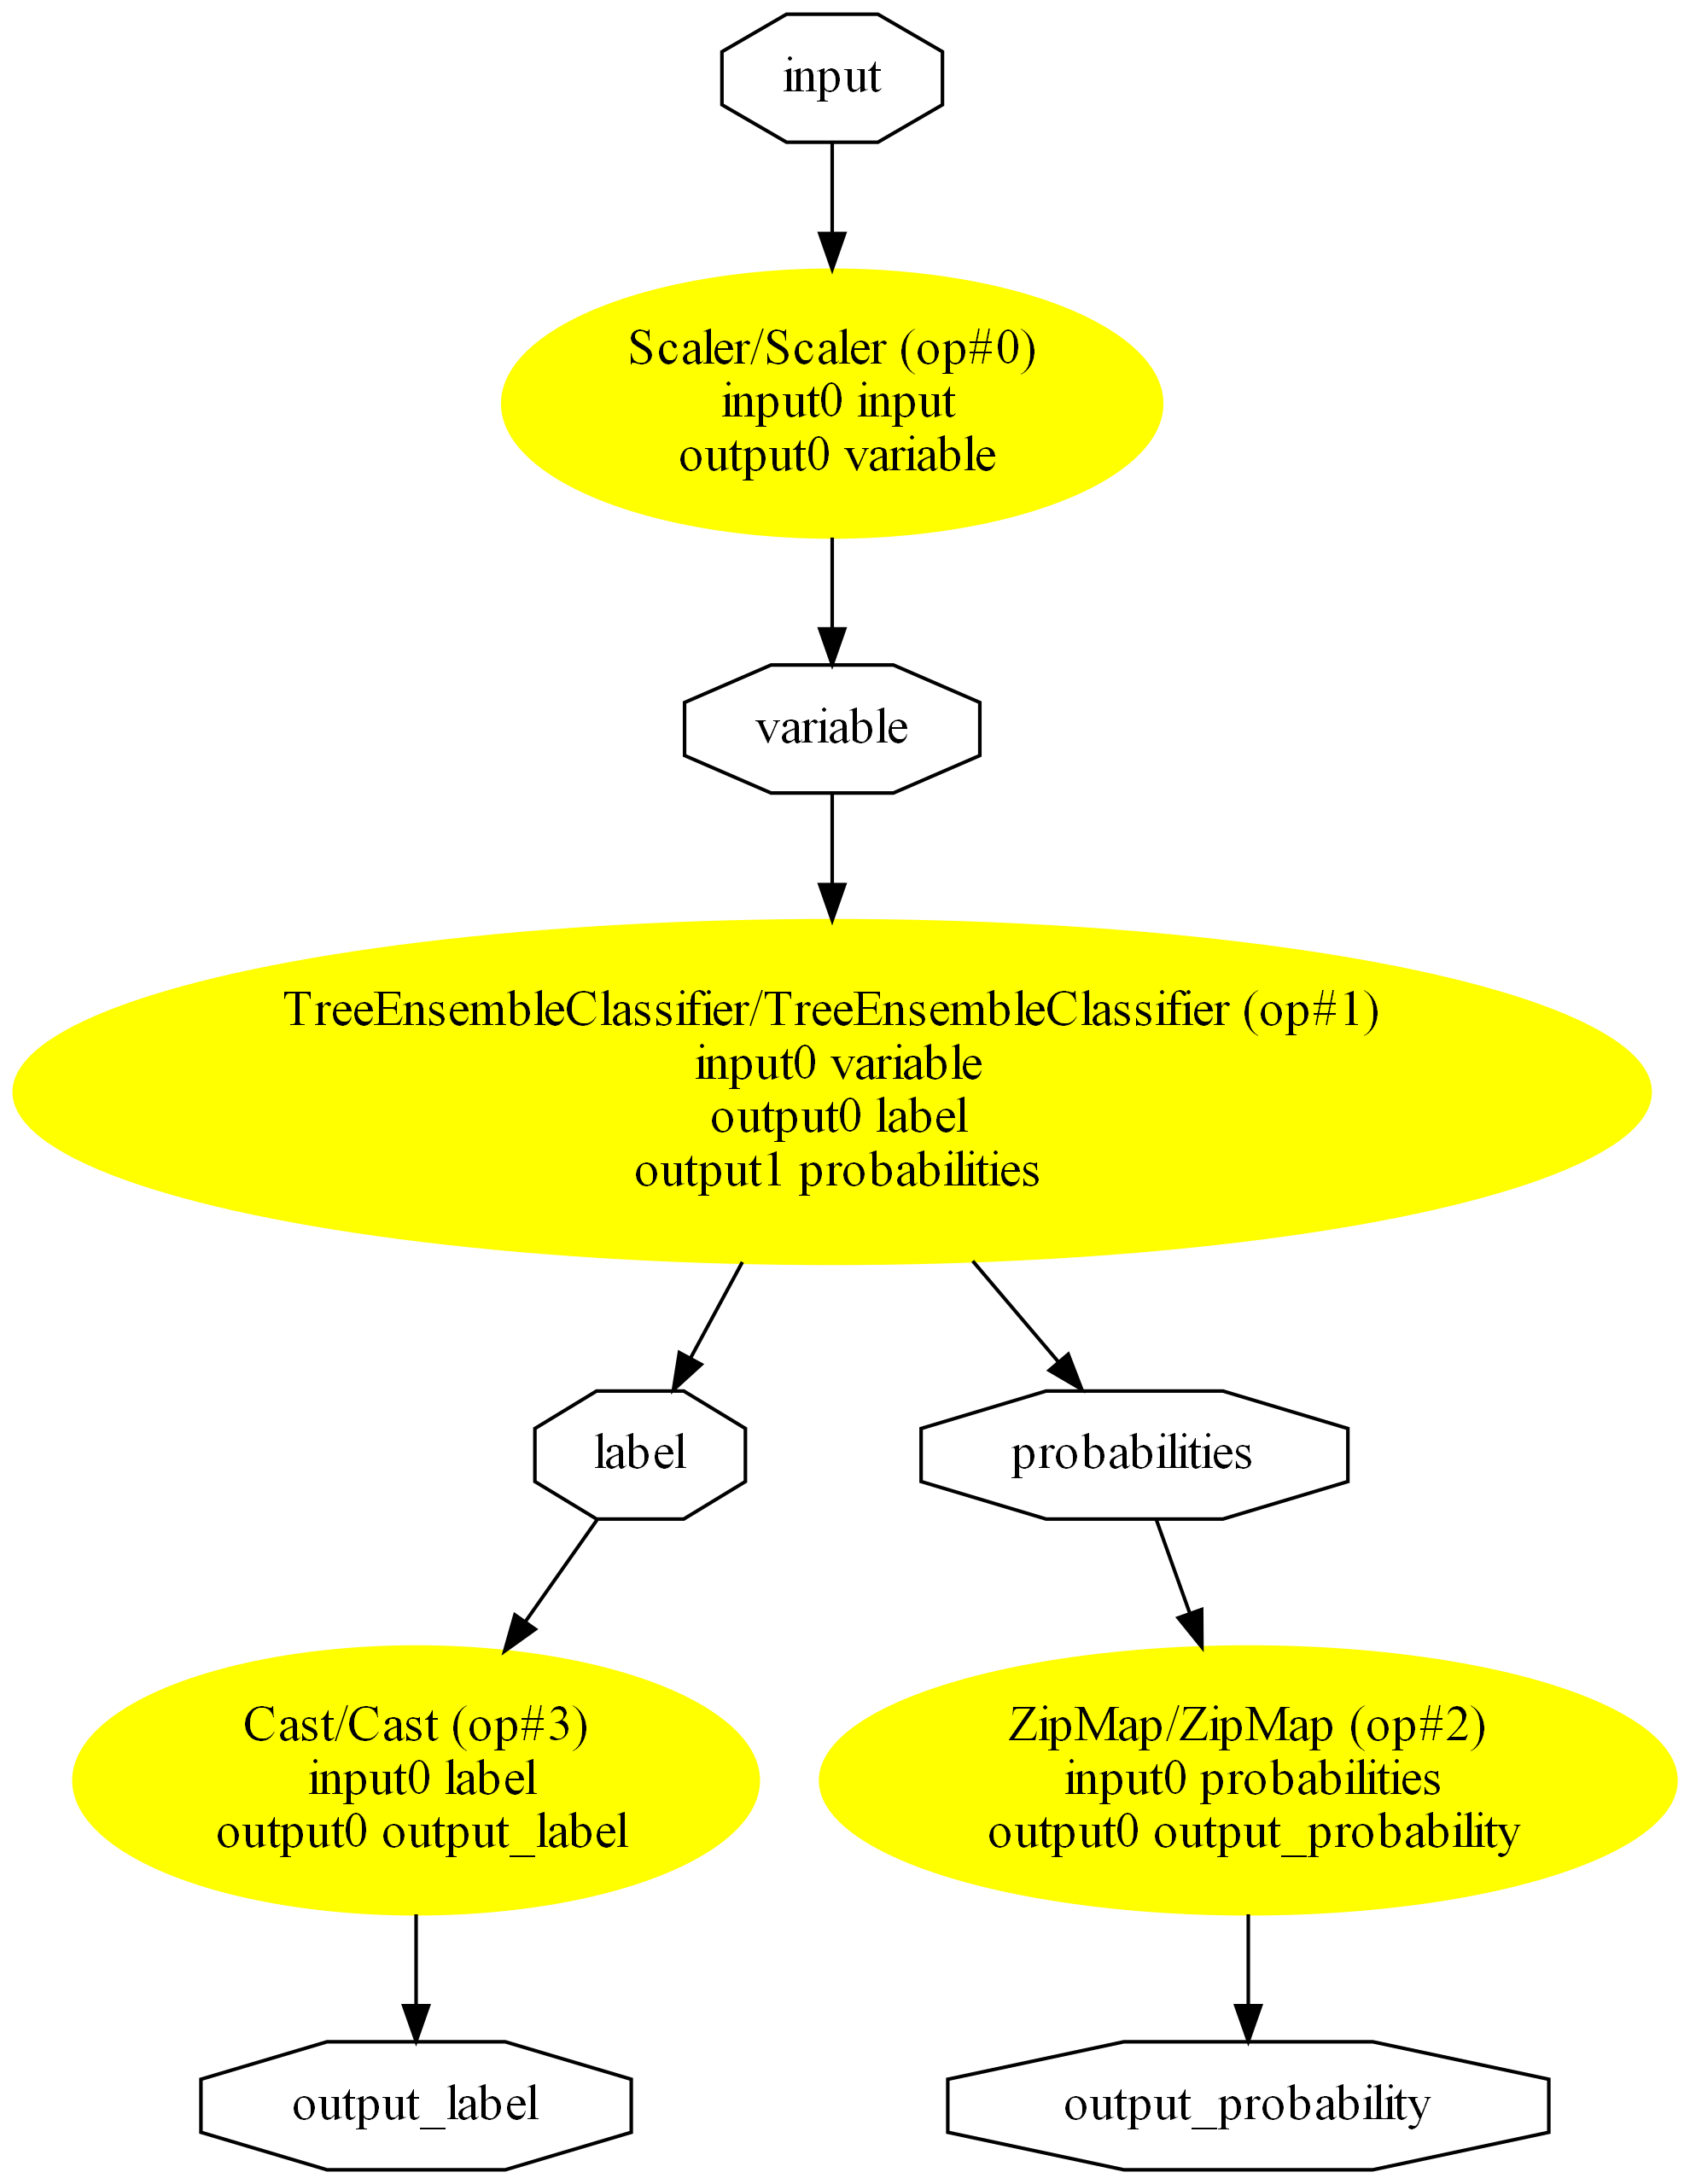 input
Scaler/Scaler (op#0)
input0 input
output0 variable
variable
TreeEnsembleClassifier/TreeEnsembleClassifier (op#1)
input0 variable
output0 label
output1 probabilities
label
probabilities
Cast/Cast (op#3)
input0 label
output0 output_label
ZipMap/ZipMap (op#2)
input0 probabilities
output0 output_probability
output_label
output_probability